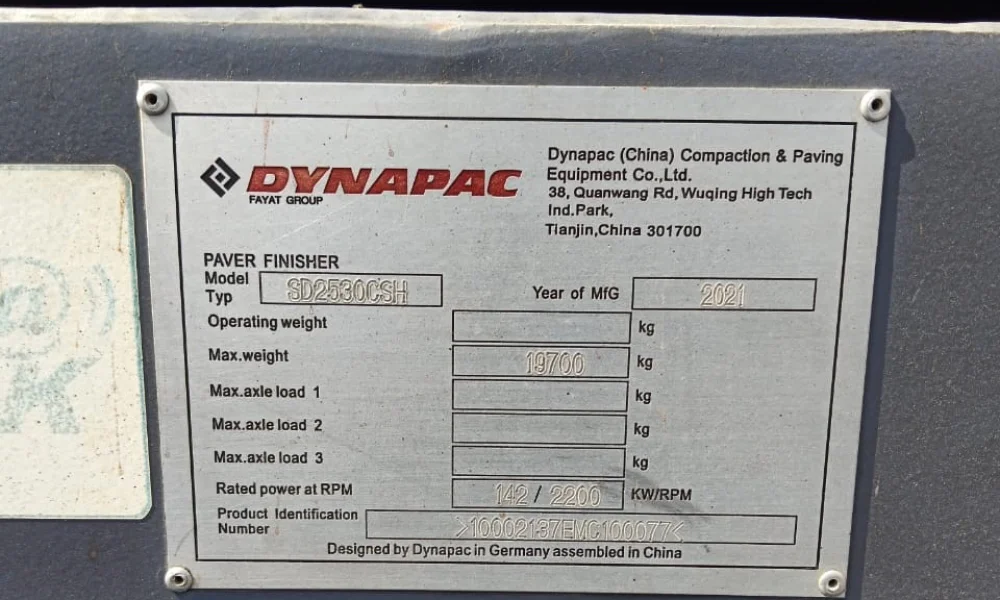 DYNAPAC
FAYAT GROUP
Dynapac (China) Compaction & Paving
Equipment Co.,Ltd.
38, Quanwang Rd, Wuqing High Tech
Ind.Park,
Tianjin,China 301700
PAVER FINISHER
Model
Typ
SD2530CSH
Year of MfG 2021
Operating weight kg
Max.weight 19700 kg
Max.axle load 1 kg
Max.axle load 2 kg
Max.axle load 3 kg
Rated power at RPM 142 / 2200 KW/RPM
Product Identification
Number
>10002137EMC100077<
Designed by Dynapac in Germany assembled in China